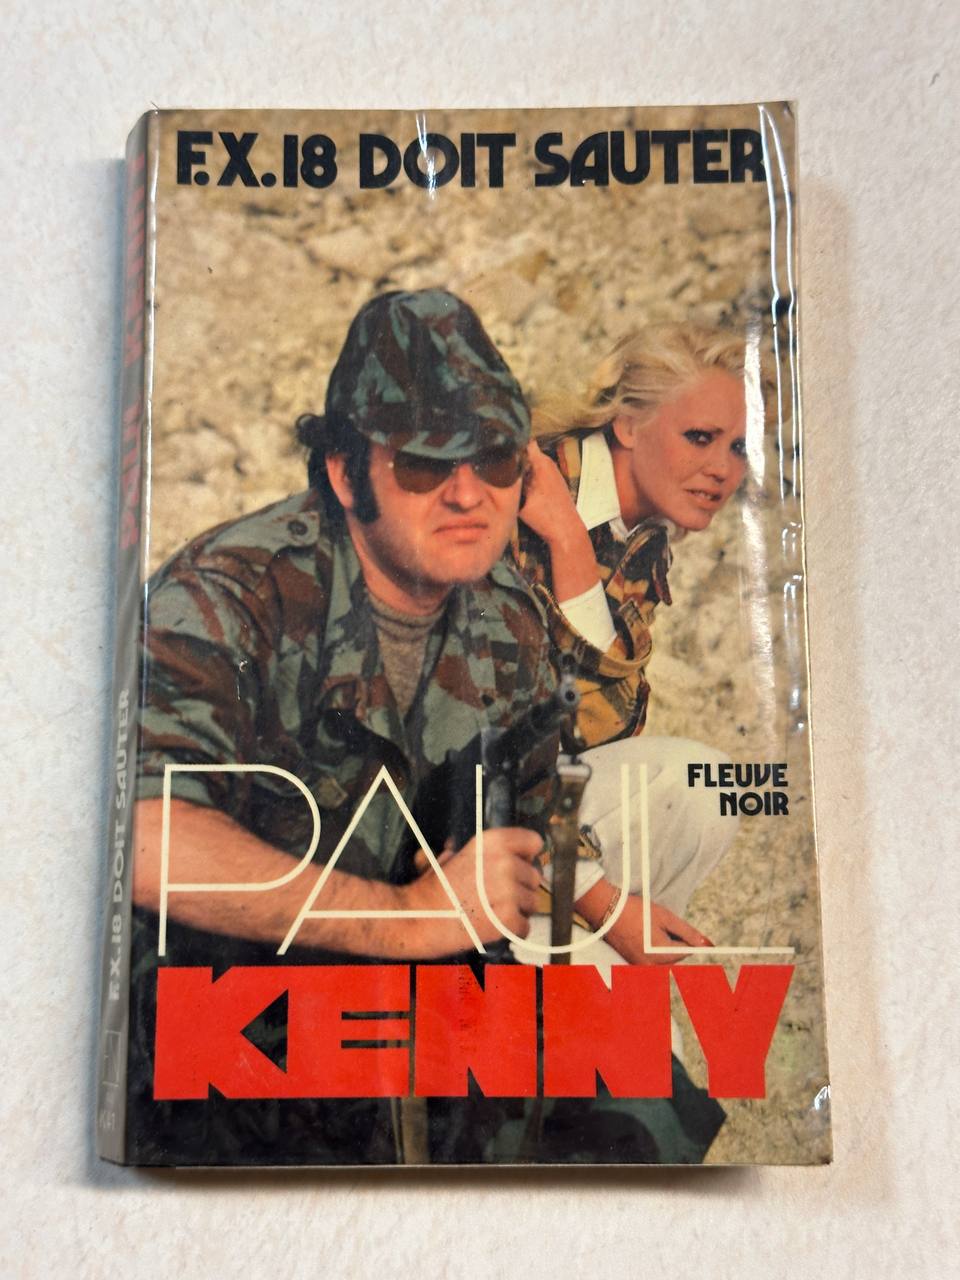 F.X.18 DOIT SAUTER
FLEUVE
NOIR
PAUL
KENNY
PAUL KENNY
F.X.18 DOIT SAUTER